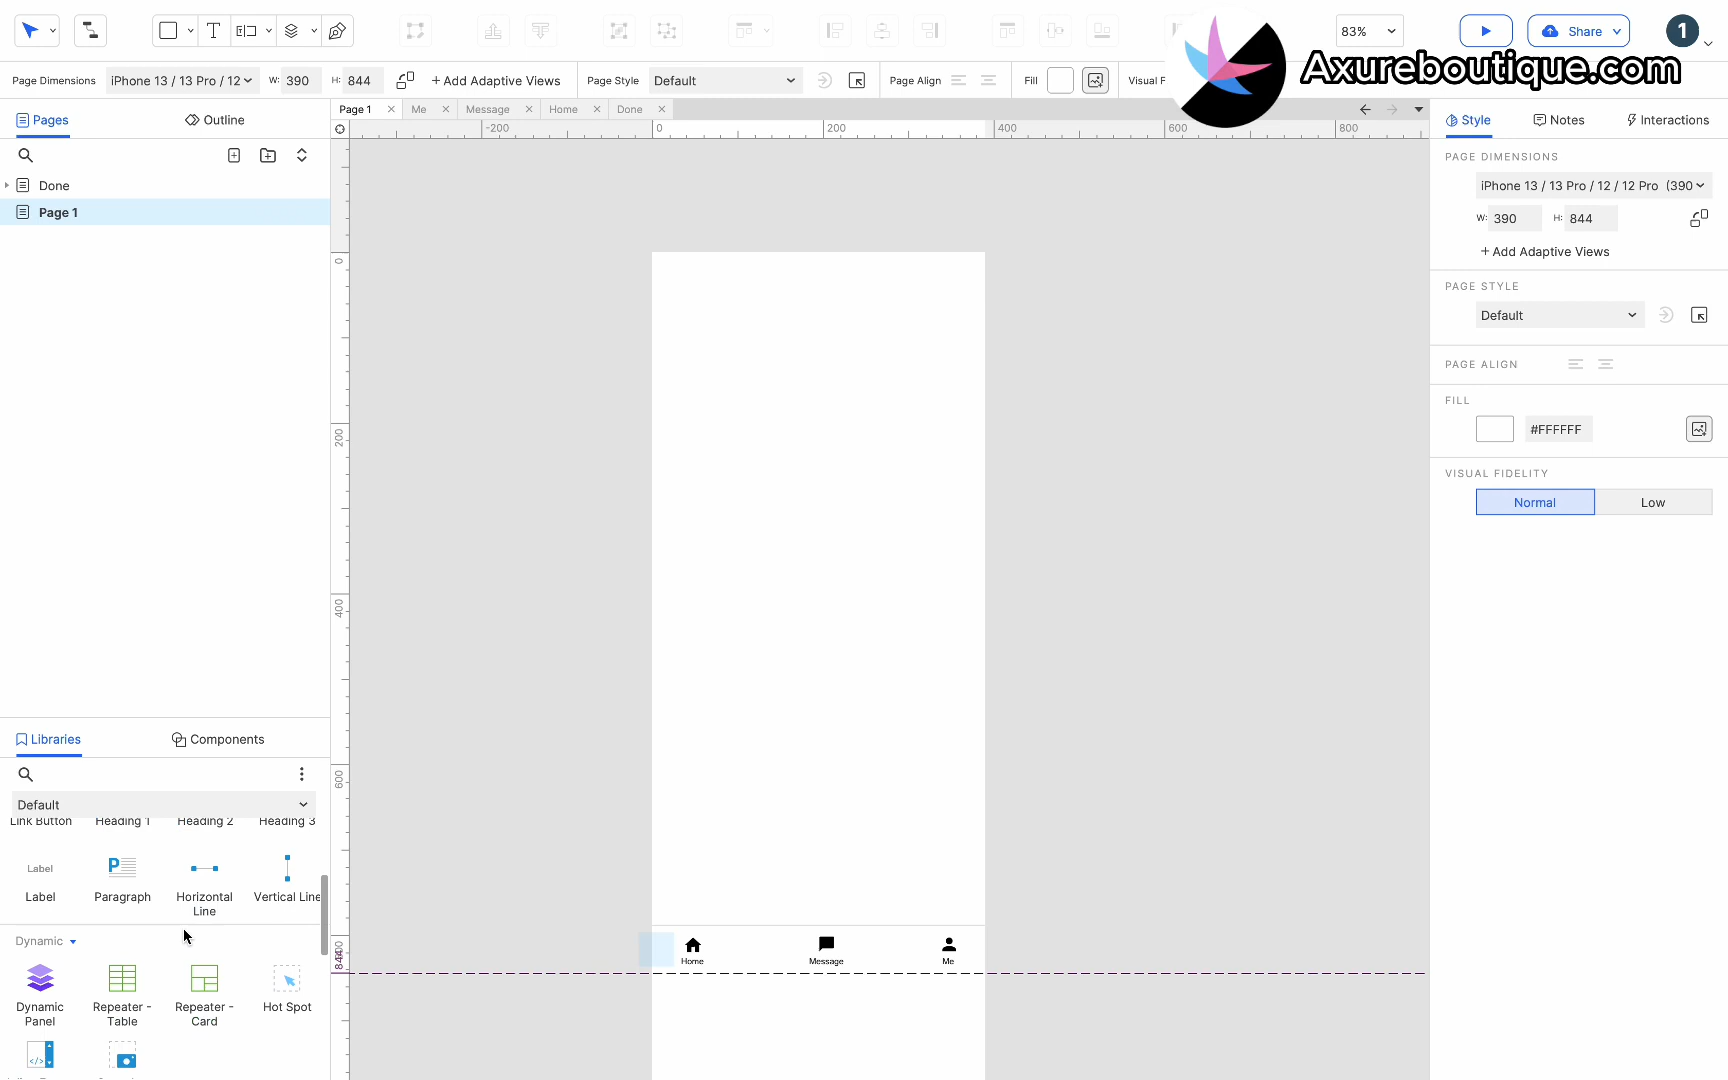 83%
Share
1
Axureboutique.com
Page Dimensions
iPhone 13 / 13 Pro / 12
W: 390
H: 844
+ Add Adaptive Views
Page Style
Default
Page Align
Fill
Visual F
Pages
Outline
Page 1
Me
Message
Home
Done
-200
0
200
400
600
800
Style
Notes
Interactions
Done
Page 1
PAGE DIMENSIONS
iPhone 13 / 13 Pro / 12 / 12 Pro (390
W: 390
H: 844
+ Add Adaptive Views
PAGE STYLE
Default
PAGE ALIGN
FILL
#FFFFFF
VISUAL FIDELITY
Normal
Low
0
200
400
600
844
Home
Message
Me
Libraries
Components
Default
Link Button
Heading 1
Heading 2
Heading 3
Label
P
Label
Paragraph
Horizontal
Line
Vertical Line
Dynamic
Dynamic
Panel
Repeater -
Table
Repeater -
Card
Hot Spot
</>